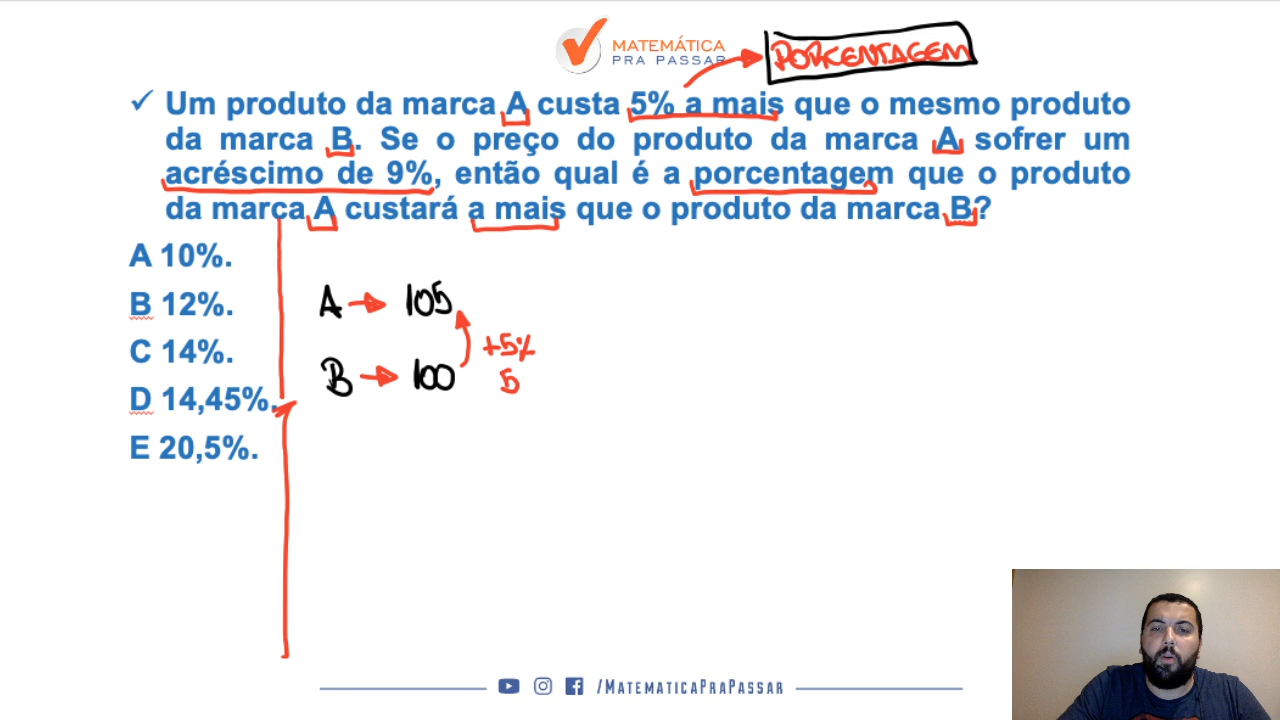 MATEMÁTICA
PRA PASSAR
PORCENTAGEM
✓ Um produto da marca A custa 5% a mais que o mesmo produto
da marca B. Se o preço do produto da marca A sofrer um
acréscimo de 9%, então qual é a porcentagem que o produto
da marca A custará a mais que o produto da marca B?
A 10%.
B 12%.
C 14%.
D 14,45%.
E 20,5%.
A → 105
+5%
B → 100
5
/MATEMATICAPRAPASSAR